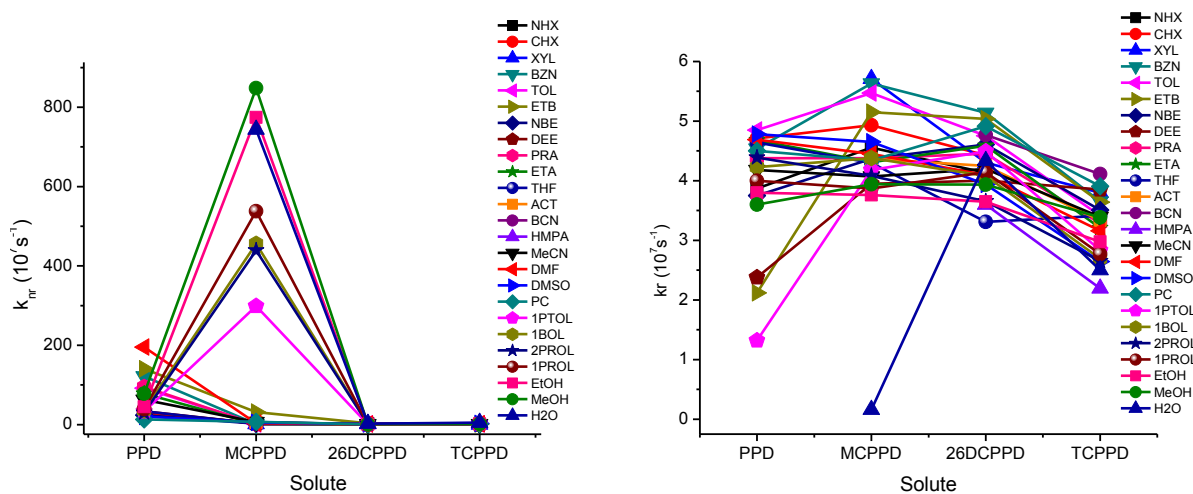 k_nr (10^7s^-1)
800
600
400
200
0
PPD MCPPD 26DCPPD TCPPD
Solute
NHX
CHX
XYL
BZN
TOL
ETB
NBE
DEE
PRA
ETA
THF
ACT
BCN
HMPA
MeCN
DMF
DMSO
PC
1PTOL
1BOL
2PROL
1PROL
EtOH
MeOH
H2O
kr (10^7s^-1)
6
5
4
3
2
1
0
PPD MCPPD 26DCPPD TCPPD
Solute
NHX
CHX
XYL
BZN
TOL
ETB
NBE
DEE
PRA
ETA
THF
ACT
BCN
HMPA
MeCN
DMF
DMSO
PC
1PTOL
1BOL
2PROL
1PROL
EtOH
MeOH
H2O